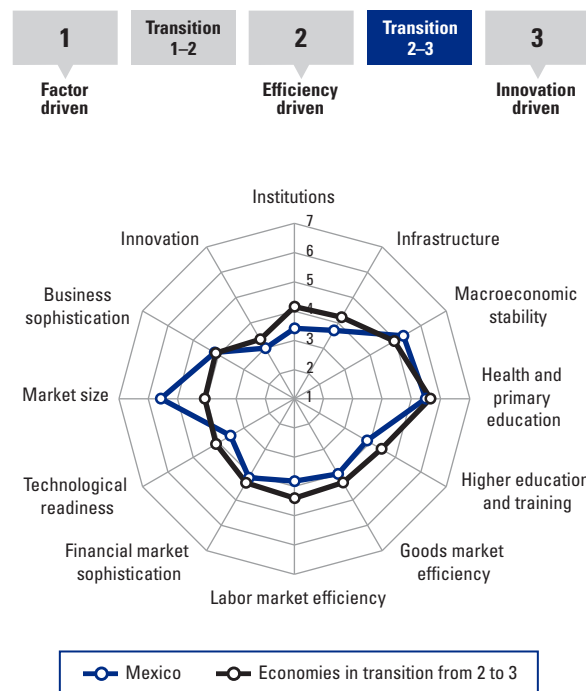 1
Transition
1–2
2
Transition
2–3
3
Factor
driven
Efficiency
driven
Innovation
driven
Institutions
7
6
5
4
3
2
1
Infrastructure
Macroeconomic
stability
Health and
primary
education
Higher education
and training
Goods market
efficiency
Labor market efficiency
Financial market
sophistication
Technological
readiness
Market size
Business
sophistication
Innovation
Mexico
Economies in transition from 2 to 3